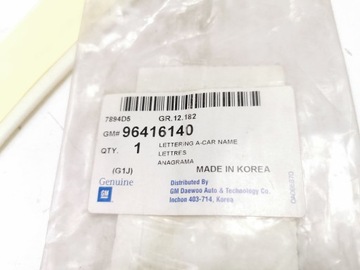 7894D5 GR.12.182
GM# 96416140
QTY. 1 LETTERING A-CAR NAME
LETTRES
ANAGRAMA
(G1J) MADE IN KOREA
Genuine
GM
Distributed By
GM Daewoo Auto & Technology Co.
Inchon 403-714, Korea